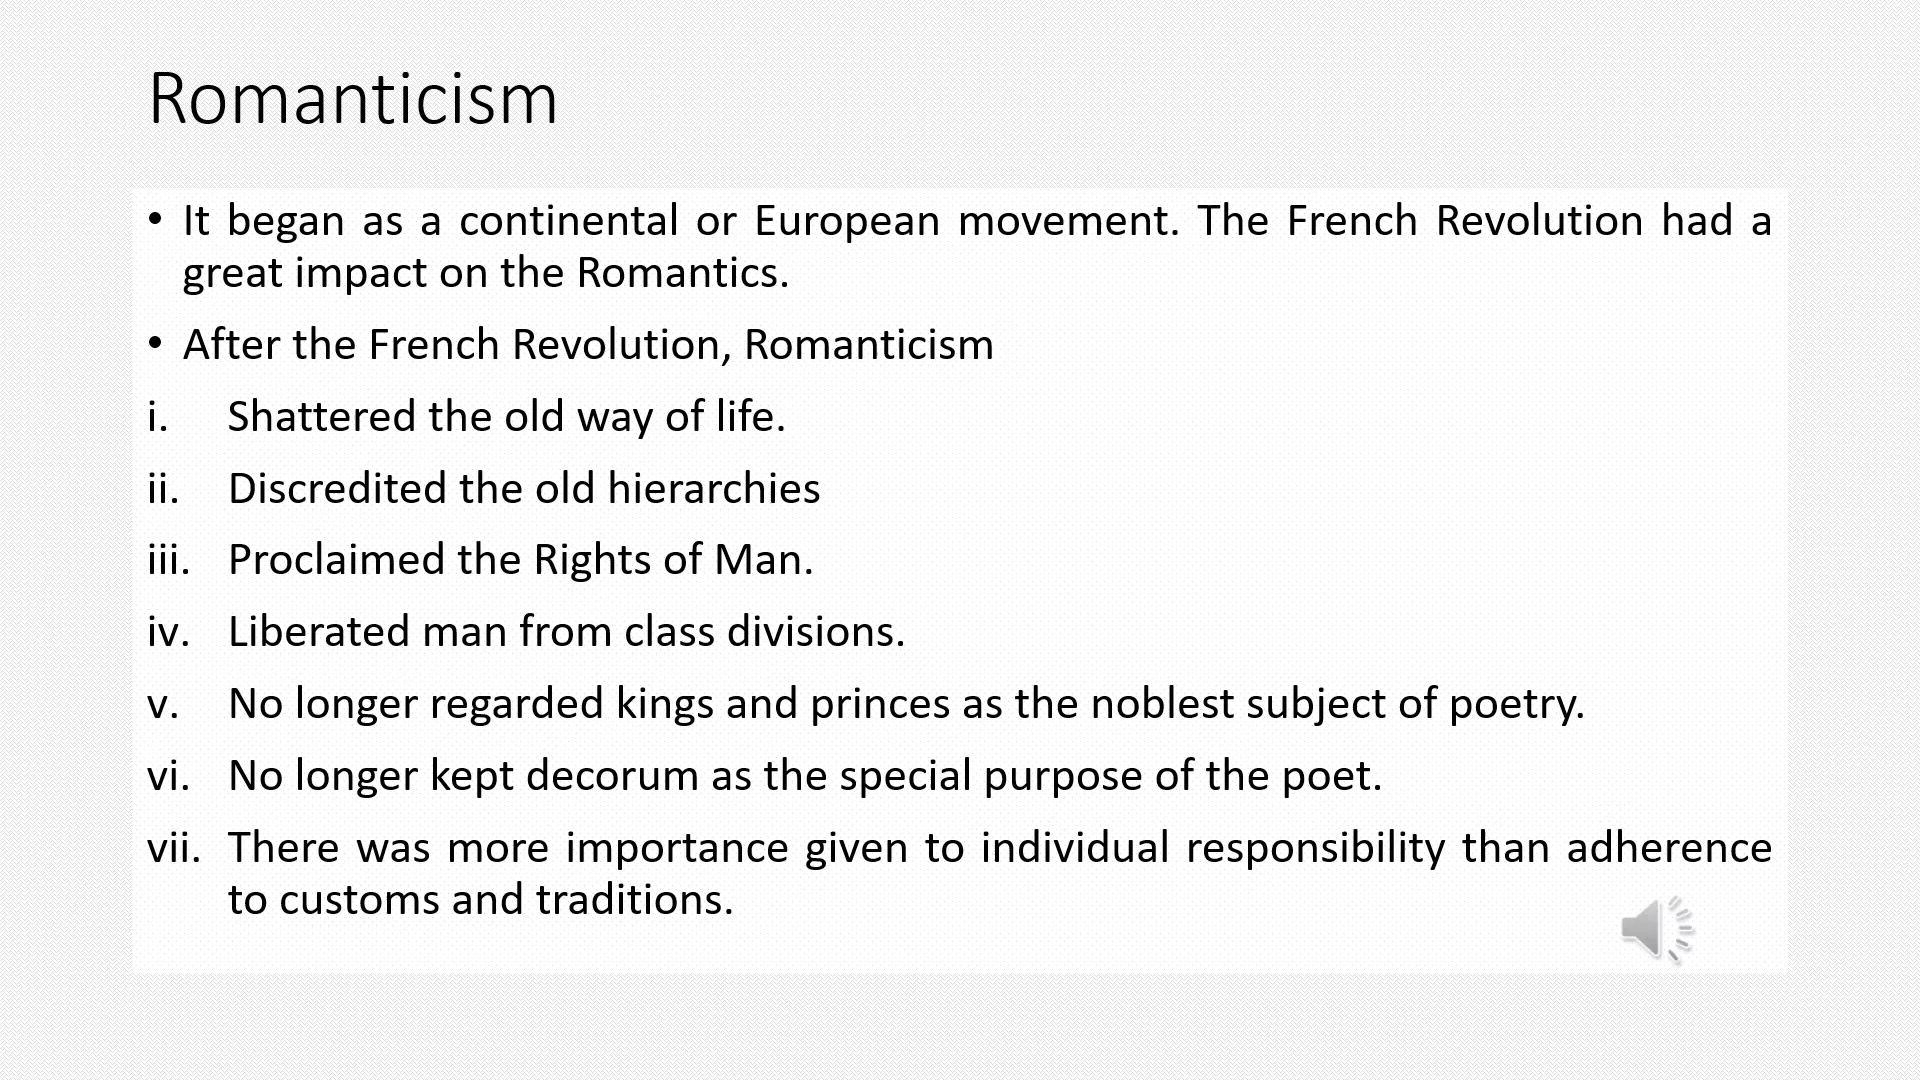 Romanticism
• It began as a continental or European movement. The French Revolution had a
great impact on the Romantics.
• After the French Revolution, Romanticism
i. Shattered the old way of life.
ii. Discredited the old hierarchies
iii. Proclaimed the Rights of Man.
iv. Liberated man from class divisions.
v. No longer regarded kings and princes as the noblest subject of poetry.
vi. No longer kept decorum as the special purpose of the poet.
vii. There was more importance given to individual responsibility than adherence
to customs and traditions.